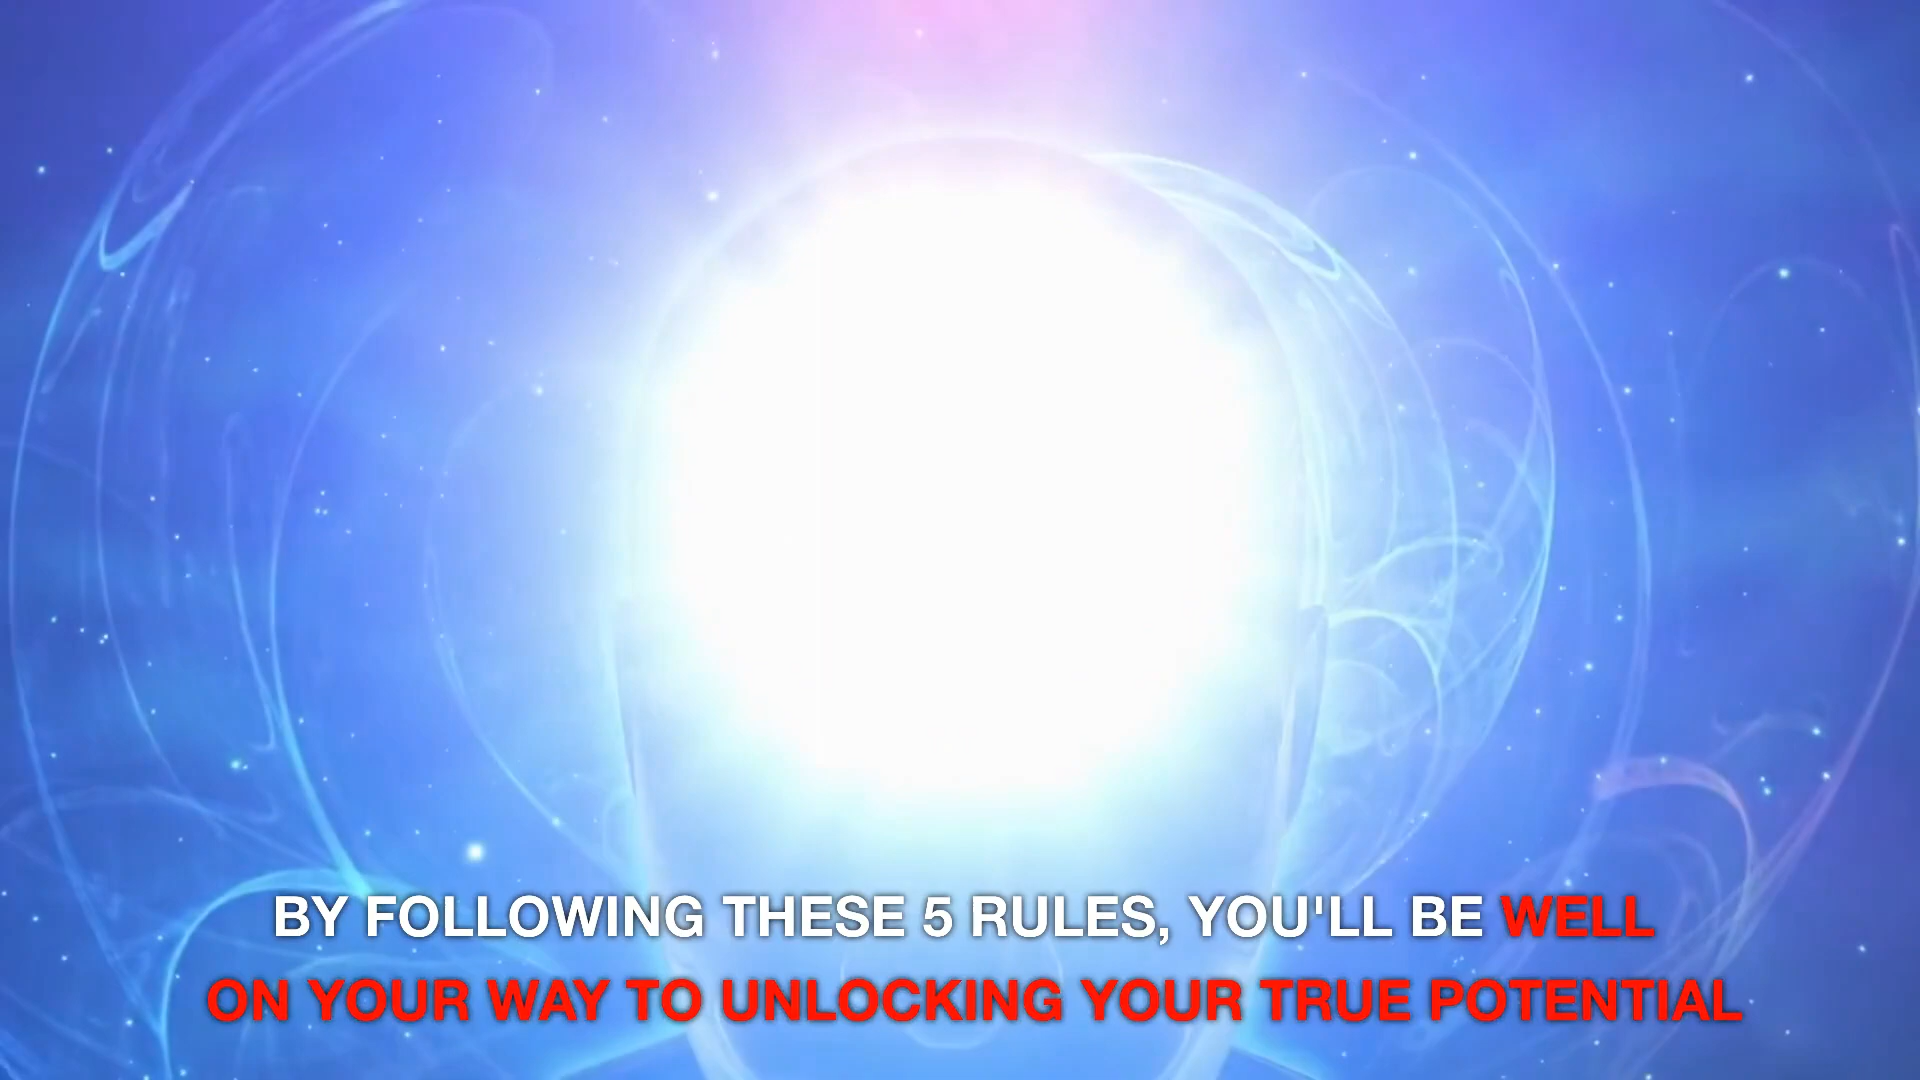 BY FOLLOWING THESE 5 RULES, YOU'LL BE WELL
ON YOUR WAY TO UNLOCKING YOUR TRUE POTENTIAL